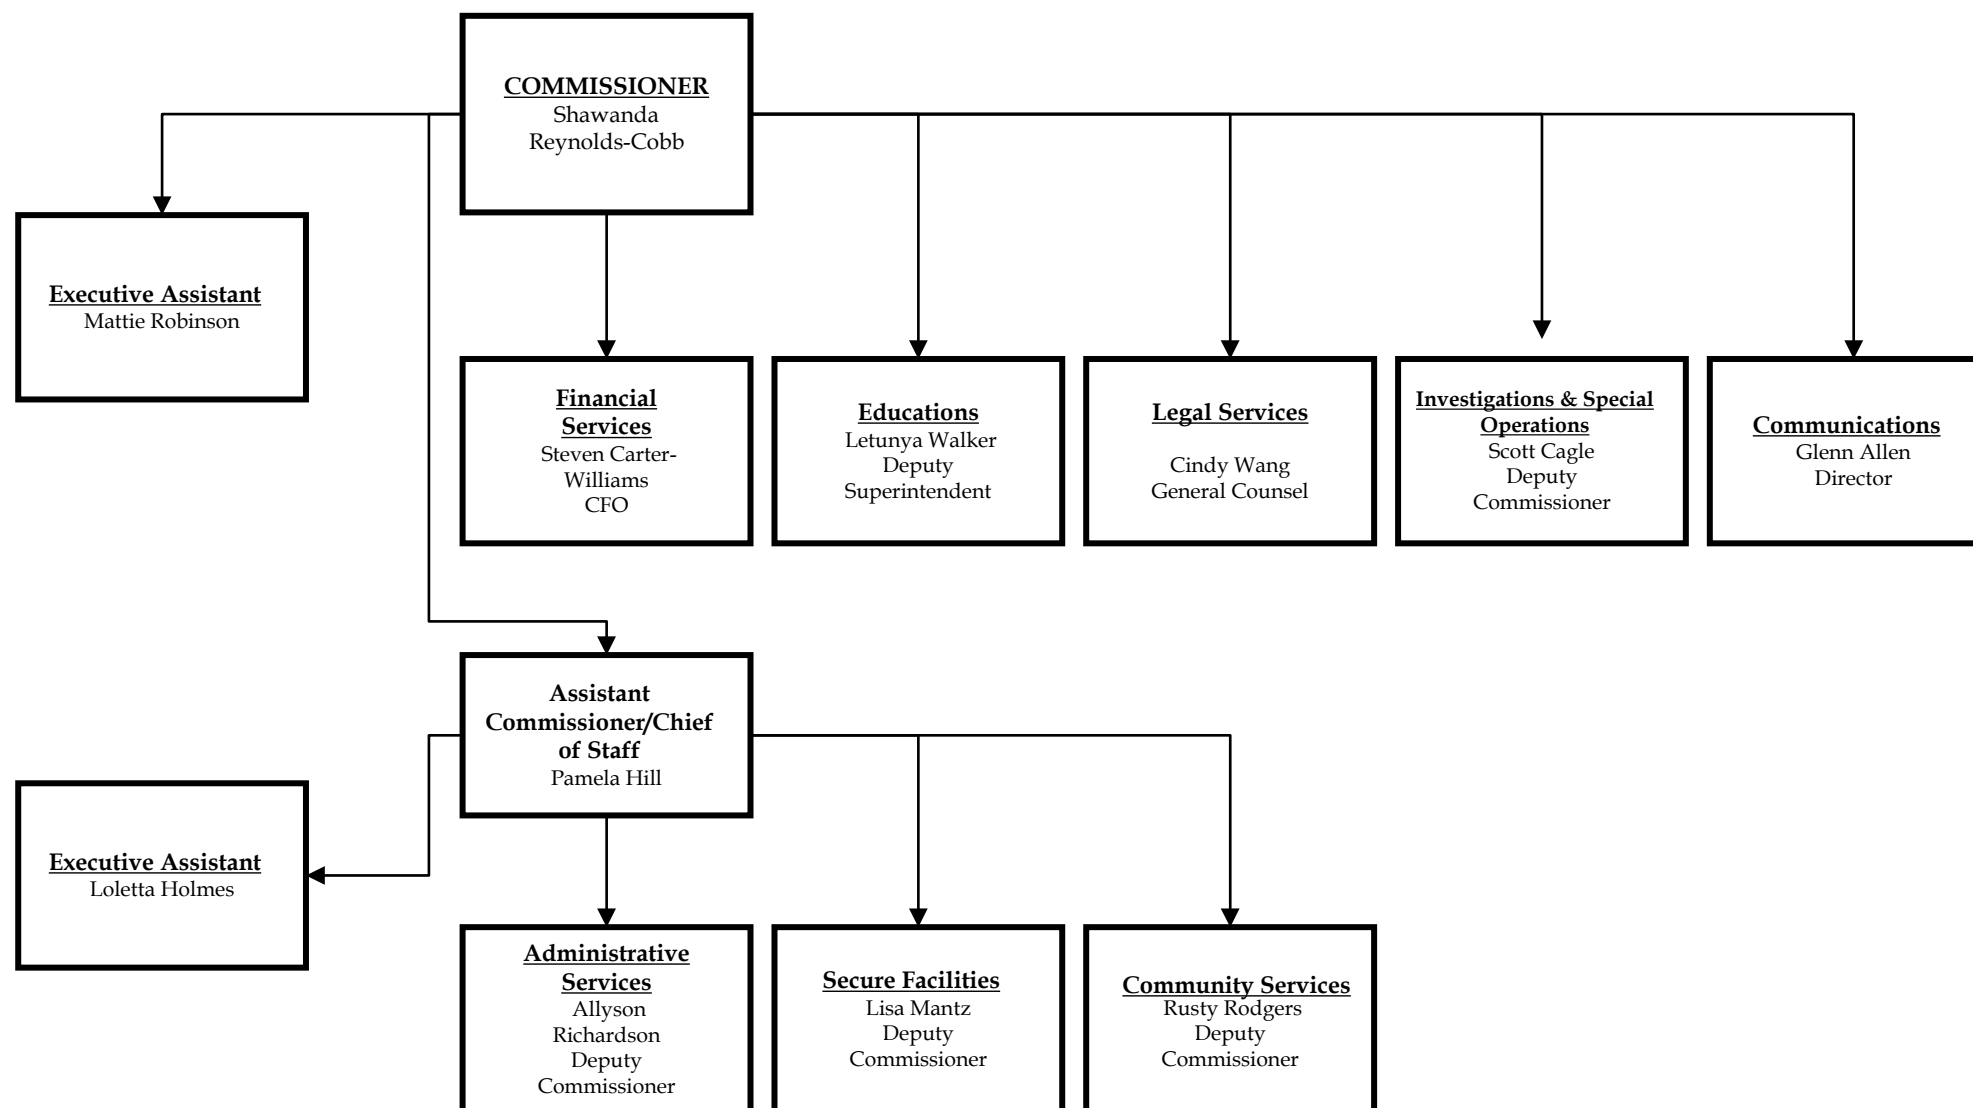 COMMISSIONER
Shawanda
Reynolds-Cobb
Executive Assistant
Mattie Robinson
Financial
Services
Steven Carter-
Williams
CFO
Educations
Letunya Walker
Deputy
Superintendent
Legal Services
Cindy Wang
General Counsel
Investigations & Special
Operations
Scott Cagle
Deputy
Commissioner
Communications
Glenn Allen
Director
Assistant
Commissioner/Chief
of Staff
Pamela Hill
Executive Assistant
Loletta Holmes
Administrative
Services
Allyson
Richardson
Deputy
Commissioner
Secure Facilities
Lisa Mantz
Deputy
Commissioner
Community Services
Rusty Rodgers
Deputy
Commissioner